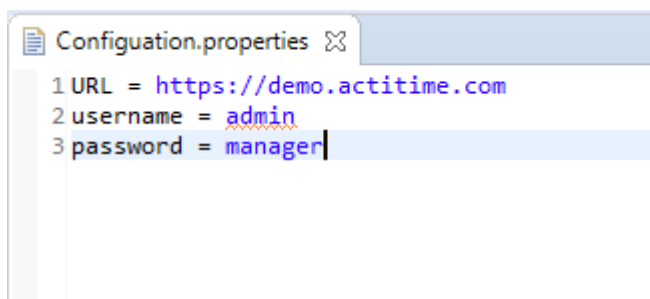 Configuation.properties
1 URL = https://demo.actitime.com
2 username = admin
3 password = manager